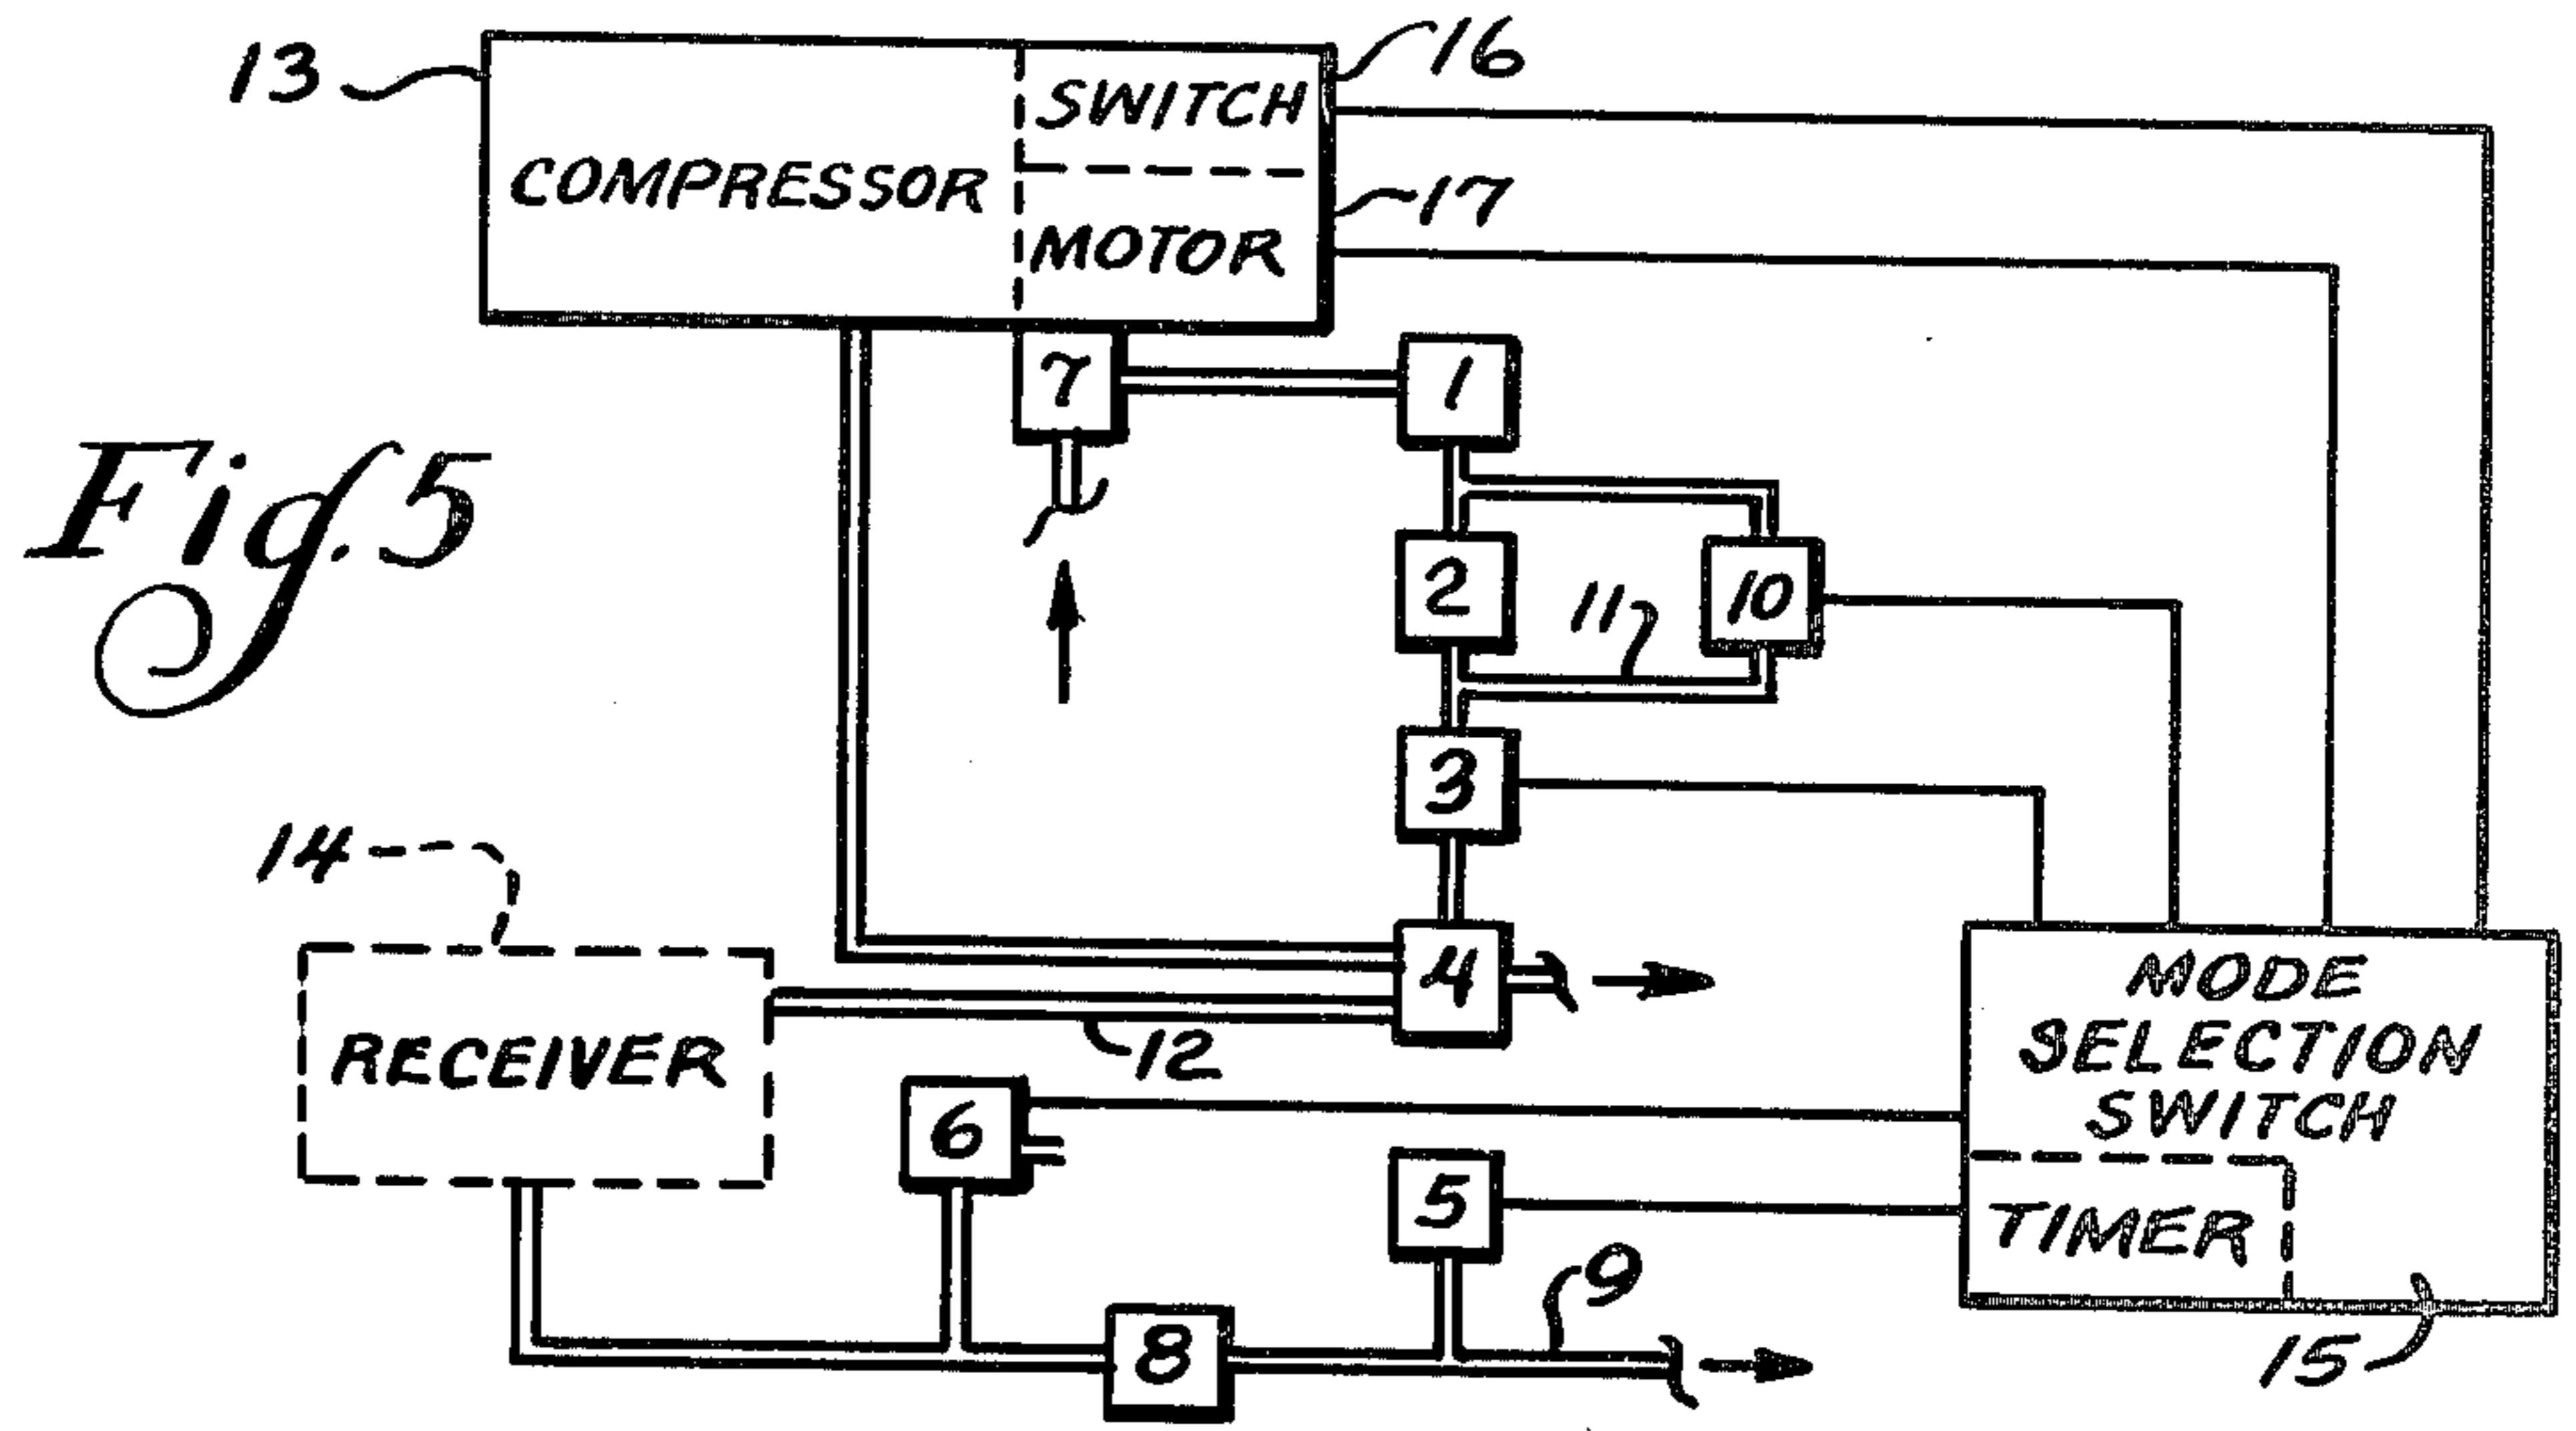 16
13
SWITCH
COMPRESSOR
17
MOTOR
7
1
Fig. 5
2
11
10
3
14
4
MODE
SELECTION
SWITCH
RECEIVER
12
6
5
TIMER
9
8
15